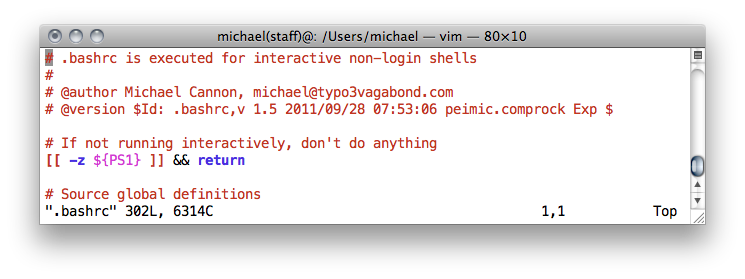 michael(staff)@: /Users/michael — vim — 80×10
# .bashrc is executed for interactive non-login shells
#
# @author Michael Cannon, michael@typo3vagabond.com
# @version $Id: .bashrc,v 1.5 2011/09/28 07:53:06 peimic.comprock Exp $
# If not running interactively, don't do anything
[[ -z ${PS1} ]] && return
# Source global definitions
".bashrc" 302L, 6314C 1,1 Top